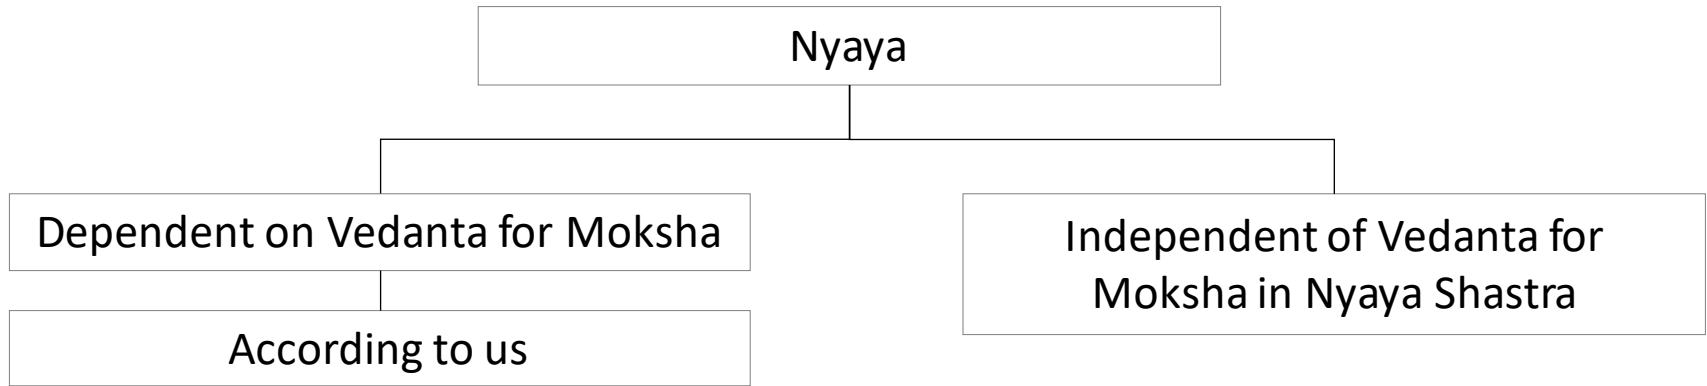 Nyaya
Dependent on Vedanta for Moksha
According to us
Independent of Vedanta for
Moksha in Nyaya Shastra